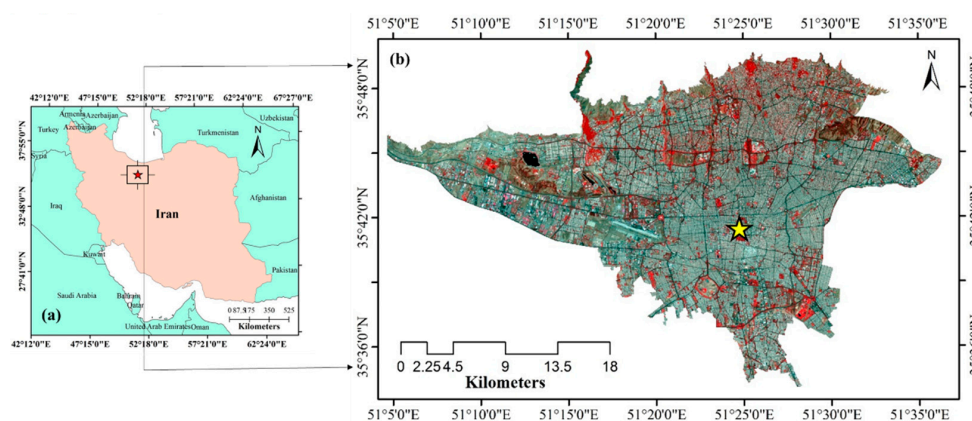 42°12'0"E 47°15'0"E 52°18'0"E 57°21'0"E 62°24'0"E 67°27'0"E
37°55'0"N
32°48'0"N
27°41'0"N
Armenia Azerbaijan
Turkey Azerbaijan
Uzbekistan
Turkmenistan
N
Syria
Afghanistan
Iraq
Iran
Kuwait
Pakistan
Saudi Arabia
Bahrain
Qatar
United Arab Emirates Oman
(a)
0 87.5 175 350 525
Kilometers
42°12'0"E 47°15'0"E 52°18'0"E 57°21'0"E 62°24'0"E
51°5'0"E 51°10'0"E 51°15'0"E 51°20'0"E 51°25'0"E 51°30'0"E 51°35'0"E
(b)
N
35°48'0"N
35°42'0"N
35°36'0"N
0 2.25 4.5 9 13.5 18
Kilometers
51°5'0"E 51°10'0"E 51°15'0"E 51°20'0"E 51°25'0"E 51°30'0"E 51°35'0"E